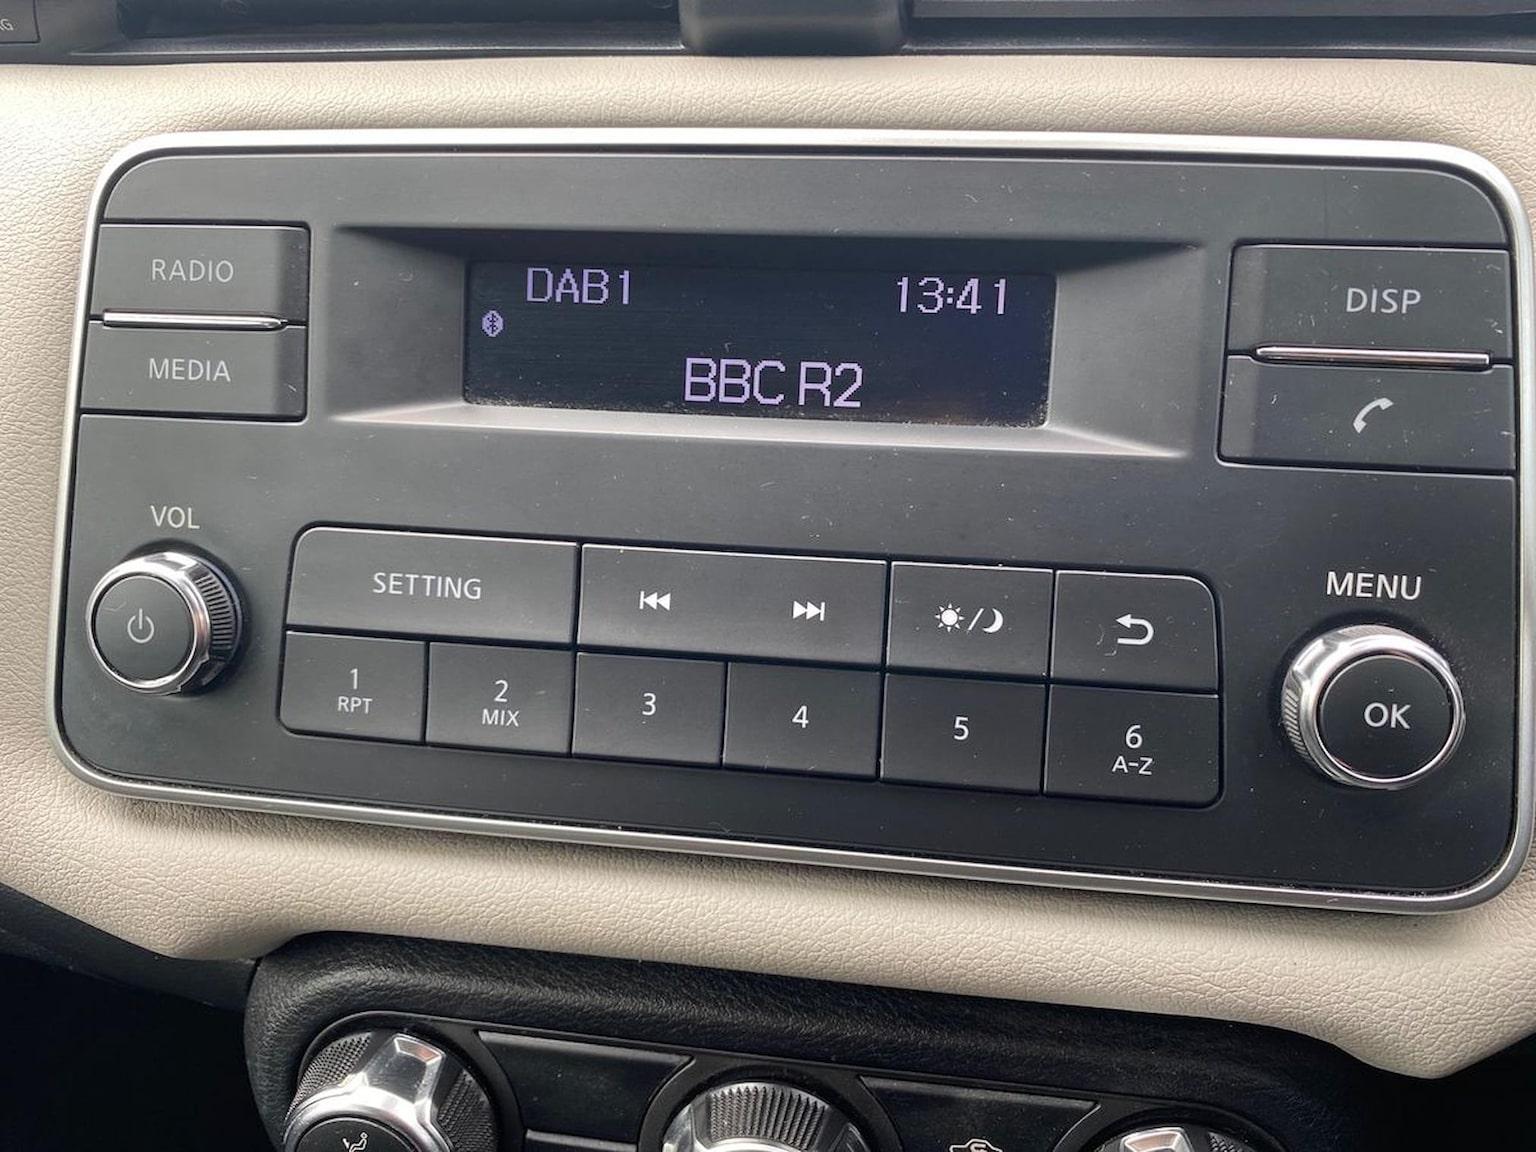 RADIO
MEDIA
DAB1
13:41
BBC R2
DISP
VOL
SETTING
MENU
1
RPT
2
MIX
3
4
5
6
A-Z
OK